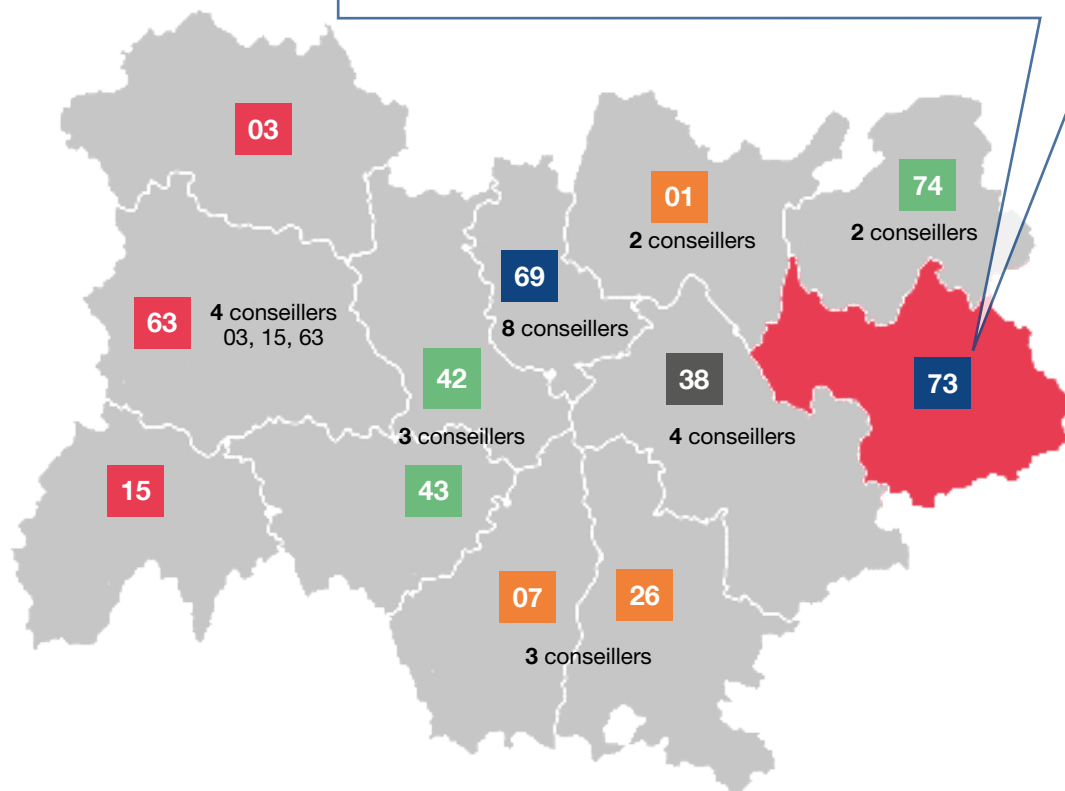 03
01
2 conseillers
74
2 conseillers
69
8 conseillers
63
4 conseillers
03, 15, 63
42
3 conseillers
38
4 conseillers
73
15
43
07
26
3 conseillers